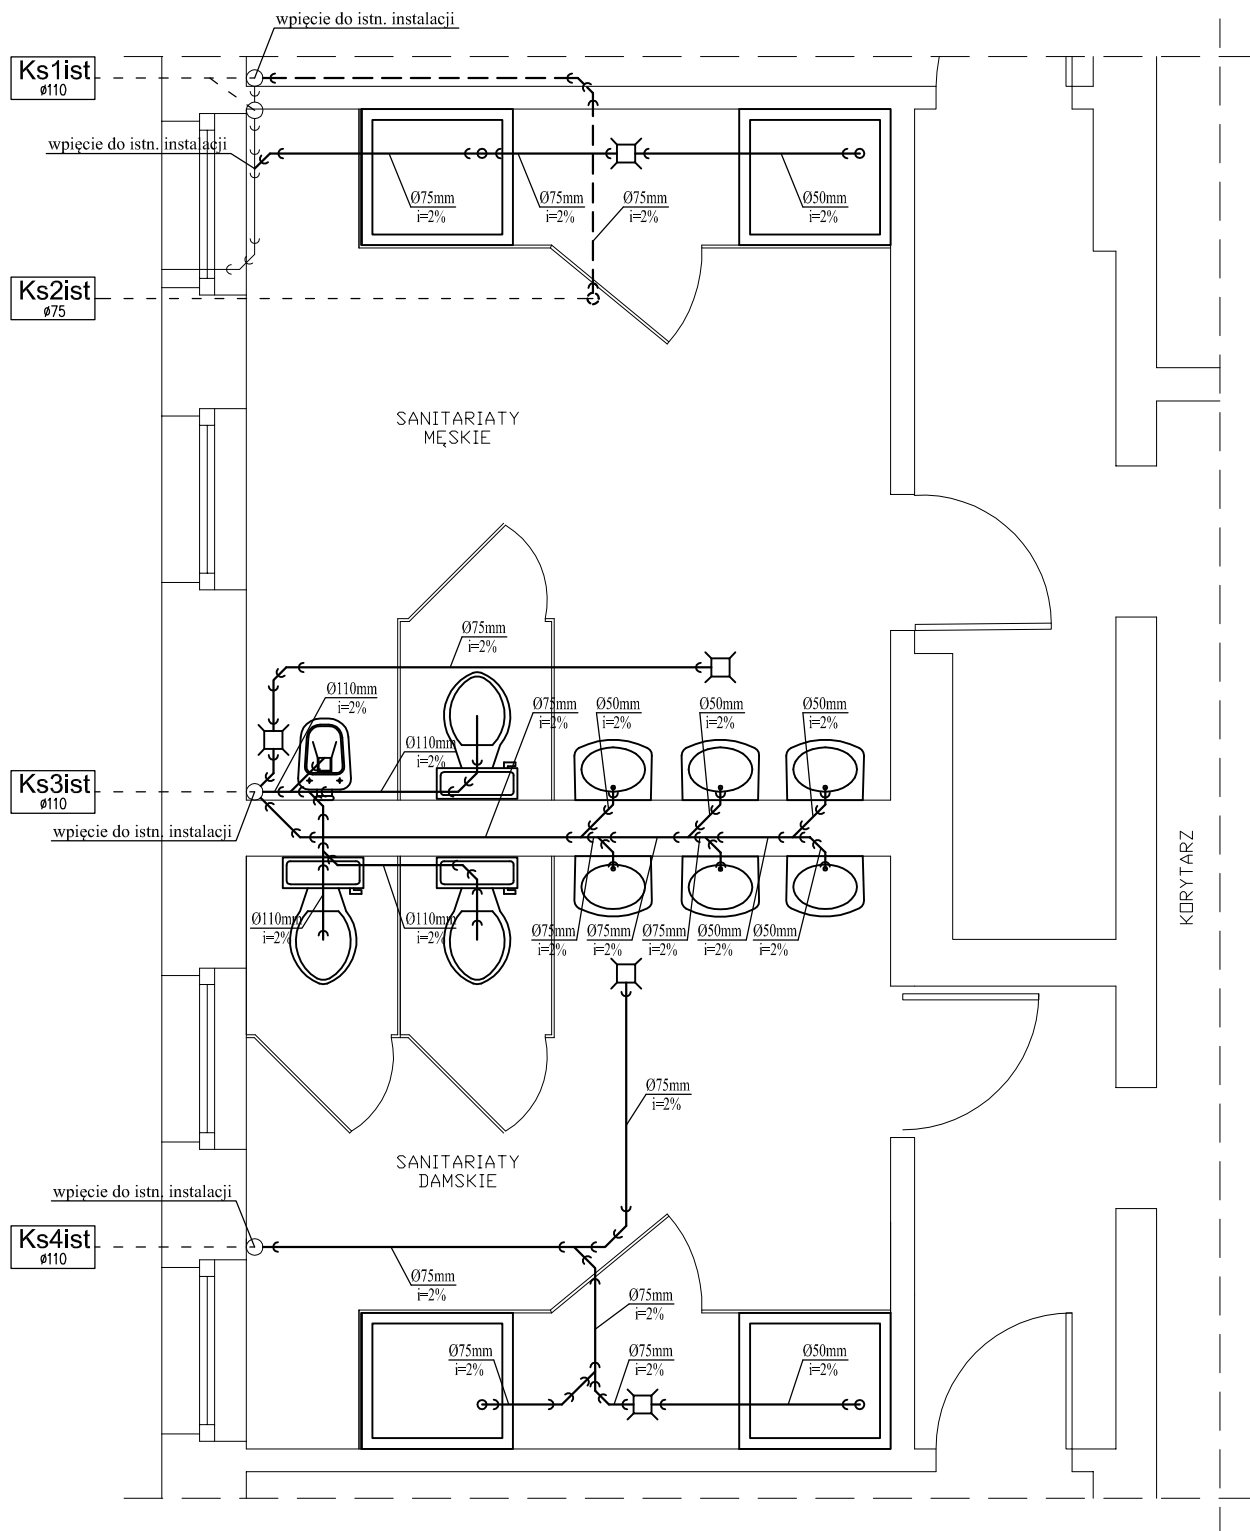 wpięcie do istn. instalacji
Ks1ist
ø110
wpięcie do istn. instalacji
Ø75mm
i=2%
Ø75mm
i=2%
Ø75mm
i=2%
Ø50mm
i=2%
Ks2ist
ø75
SANITARIATY
MĘSKIE
Ø75mm
i=2%
Ø110mm
i=2%
Ø75mm
i=2%
Ø50mm
i=2%
Ø50mm
i=2%
Ø50mm
i=2%
Ø110mm
i=2%
Ks3ist
ø110
wpięcie do istn. instalacji
KORYTARZ
Ø110mm
i=2%
Ø110mm
i=2%
Ø75mm
i=2%
Ø75mm
i=2%
Ø75mm
i=2%
Ø50mm
i=2%
Ø50mm
i=2%
Ø75mm
i=2%
SANITARIATY
DAMSKIE
wpięcie do istn. instalacji
Ks4ist
ø110
Ø75mm
i=2%
Ø75mm
i=2%
Ø75mm
i=2%
Ø75mm
i=2%
Ø50mm
i=2%